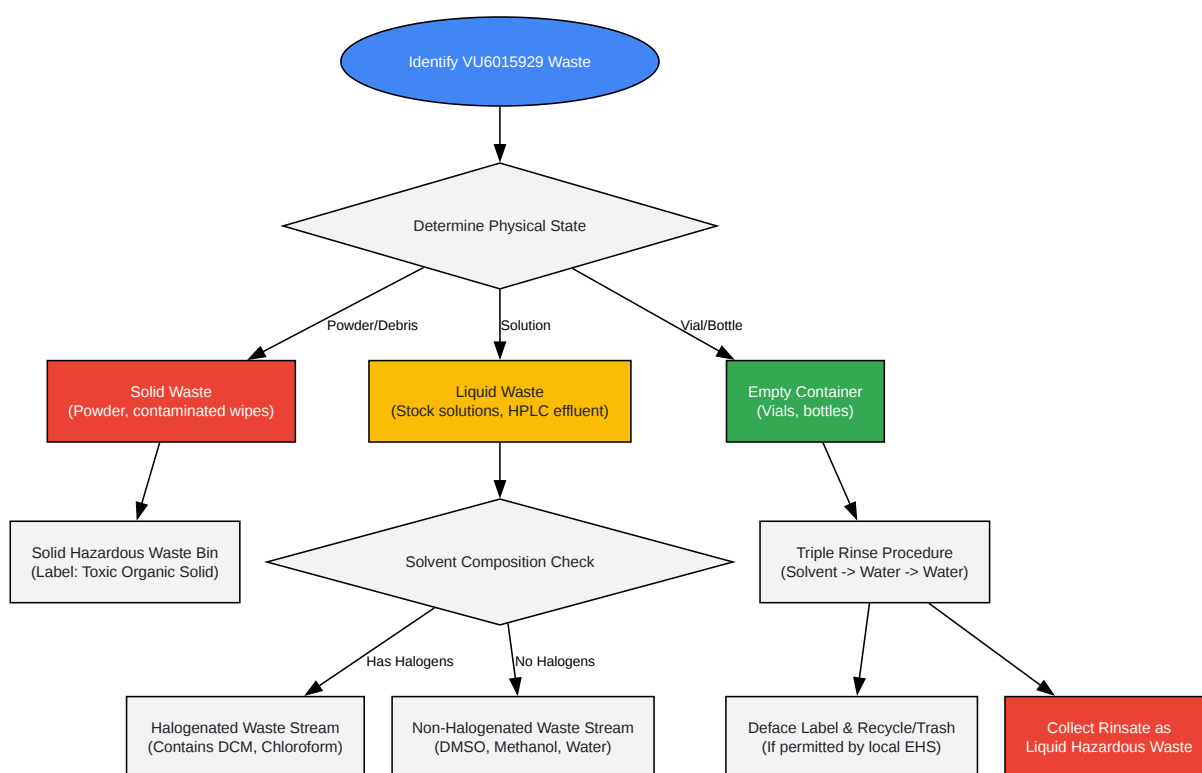 Identify VU6015929 Waste
Determine Physical State
Powder/Debris
Solution
Vial/Bottle
Solid Waste
(Powder, contaminated wipes)
Liquid Waste
(Stock solutions, HPLC effluent)
Empty Container
(Vials, bottles)
Solid Hazardous Waste Bin
(Label: Toxic Organic Solid)
Solvent Composition Check
Triple Rinse Procedure
(Solvent -> Water -> Water)
Has Halogens
No Halogens
Halogenated Waste Stream
(Contains DCM, Chloroform)
Non-Halogenated Waste Stream
(DMSO, Methanol, Water)
Deface Label & Recycle/Trash
(If permitted by local EHS)
Collect Rinsate as
Liquid Hazardous Waste